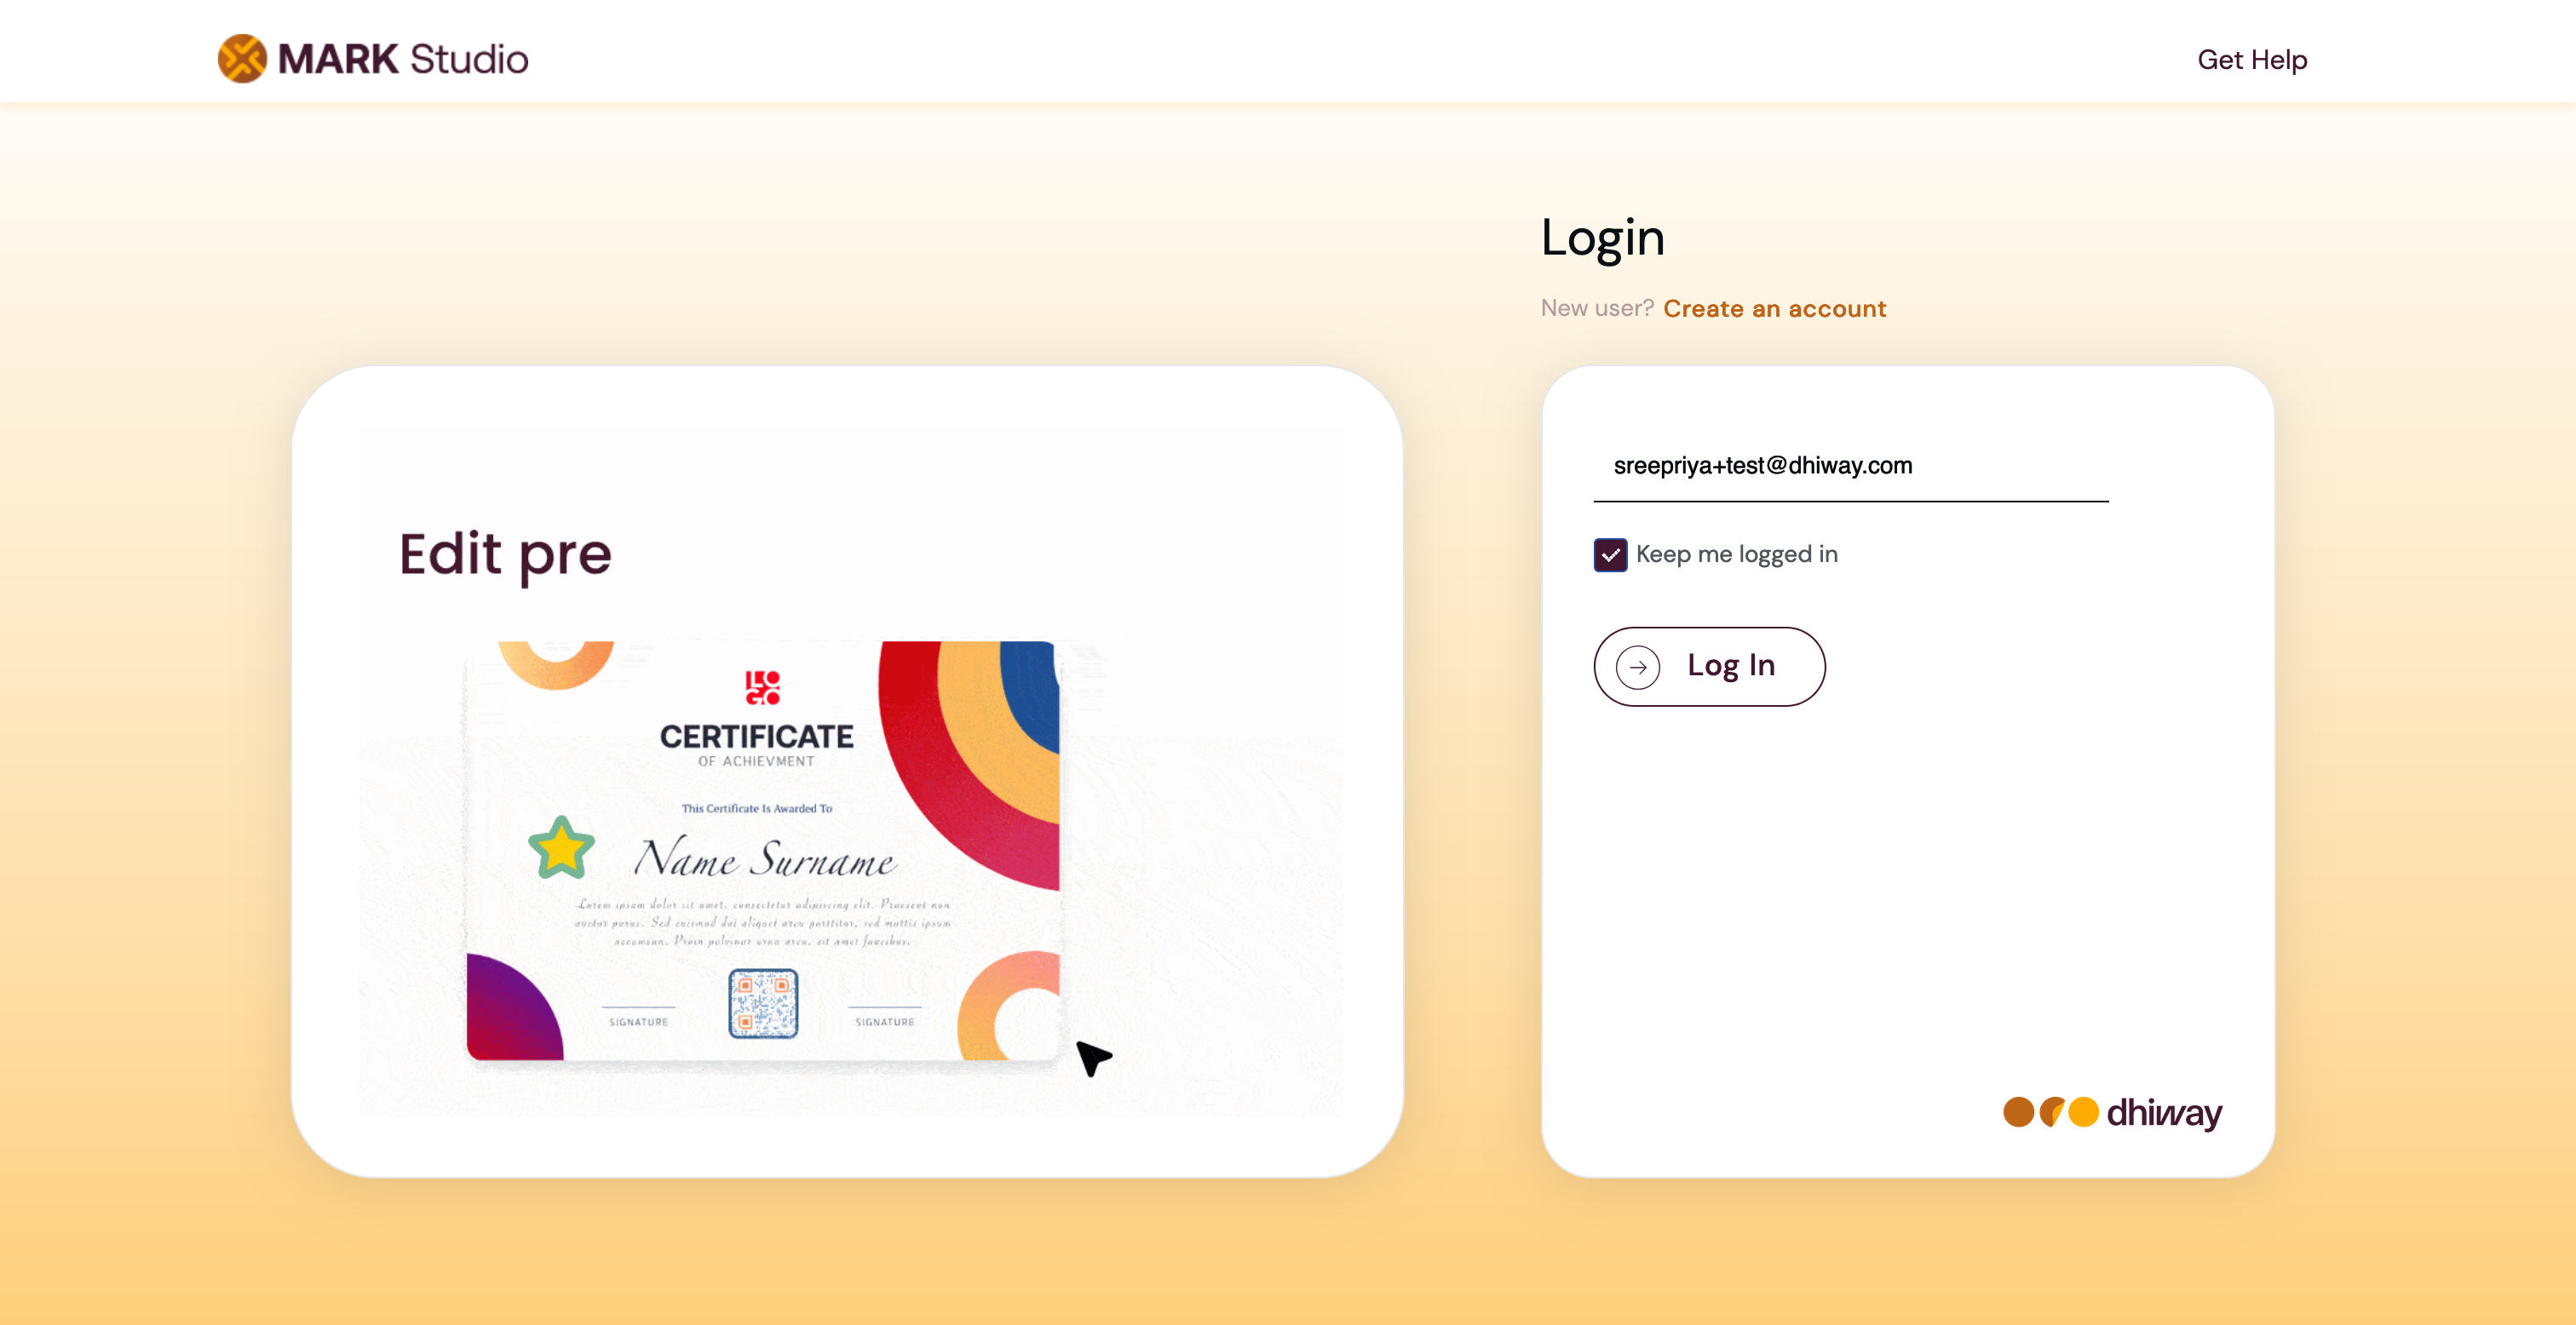 MARK Studio
Get Help
Login
New user? Create an account
Edit pre
LOGO
CERTIFICATE
OF ACHIEVMENT
This Certificate Is Awarded To
Name Surname
Lorem ipsum dolor sit amet, consectetur adipiscing elit. Praesent non
auctor purus. Sed euismod dui aliquet arcu porttitor, sed mattis ipsum
accumsan. Proin pulvinar urna arcu, sit amet faucibus.
SIGNATURE
SIGNATURE
sreepriya+test@dhiway.com
Keep me logged in
Log In
dhiway